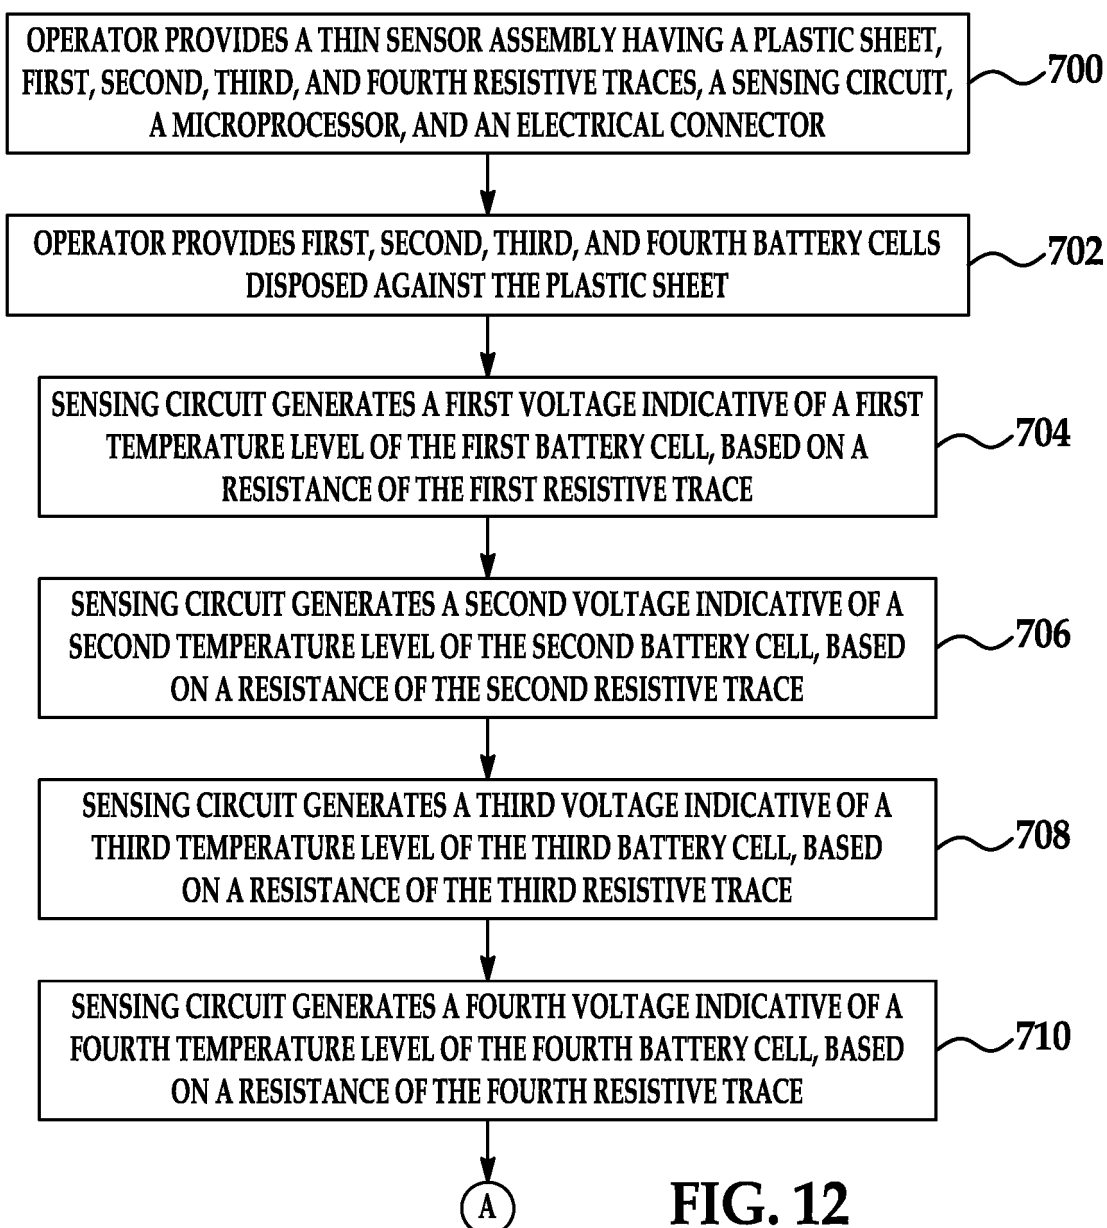 OPERATOR PROVIDES A THIN SENSOR ASSEMBLY HAVING A PLASTIC SHEET,
FIRST, SECOND, THIRD, AND FOURTH RESISTIVE TRACES, A SENSING CIRCUIT,
A MICROPROCESSOR, AND AN ELECTRICAL CONNECTOR
700
OPERATOR PROVIDES FIRST, SECOND, THIRD, AND FOURTH BATTERY CELLS
DISPOSED AGAINST THE PLASTIC SHEET
702
SENSING CIRCUIT GENERATES A FIRST VOLTAGE INDICATIVE OF A FIRST
TEMPERATURE LEVEL OF THE FIRST BATTERY CELL, BASED ON A
RESISTANCE OF THE FIRST RESISTIVE TRACE
704
SENSING CIRCUIT GENERATES A SECOND VOLTAGE INDICATIVE OF A
SECOND TEMPERATURE LEVEL OF THE SECOND BATTERY CELL, BASED
ON A RESISTANCE OF THE SECOND RESISTIVE TRACE
706
SENSING CIRCUIT GENERATES A THIRD VOLTAGE INDICATIVE OF A
THIRD TEMPERATURE LEVEL OF THE THIRD BATTERY CELL, BASED
ON A RESISTANCE OF THE THIRD RESISTIVE TRACE
708
SENSING CIRCUIT GENERATES A FOURTH VOLTAGE INDICATIVE OF A
FOURTH TEMPERATURE LEVEL OF THE FOURTH BATTERY CELL, BASED
ON A RESISTANCE OF THE FOURTH RESISTIVE TRACE
710
A
FIG. 12